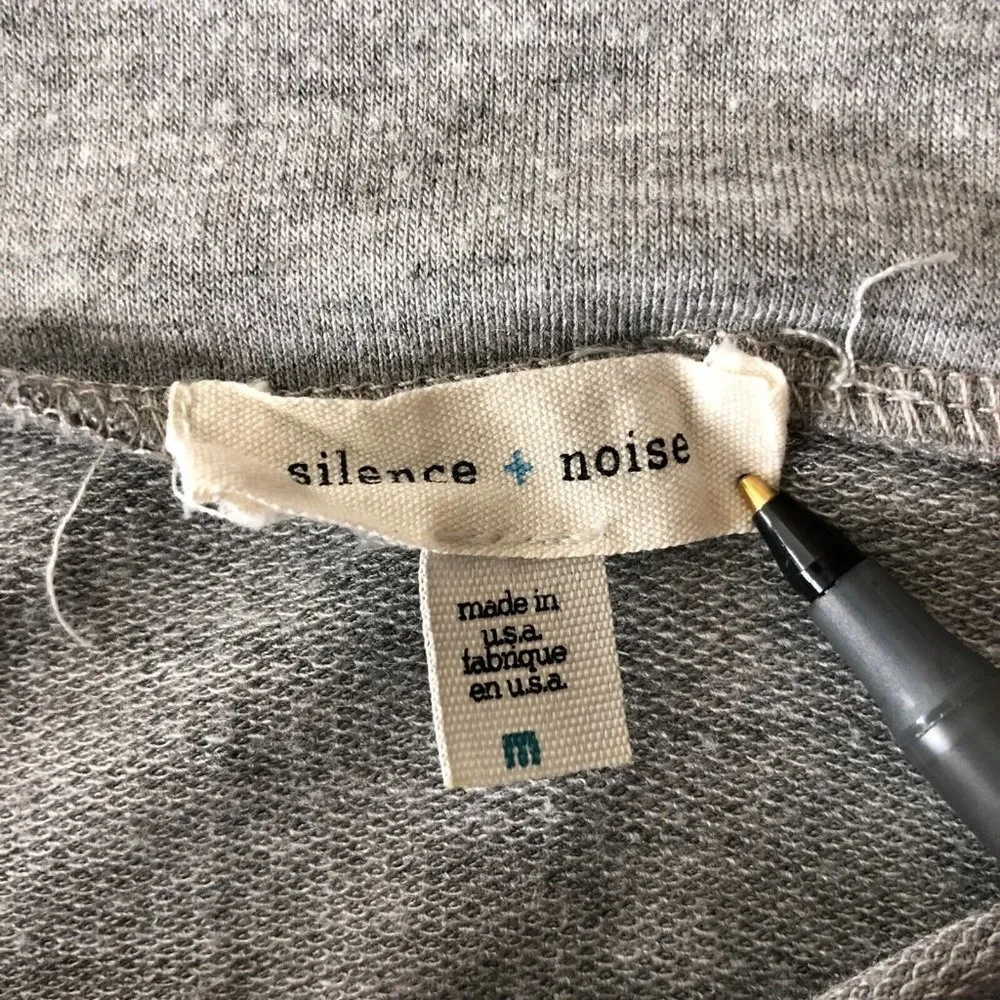 silence + noise
made in
u.s.a.
fabrique
en u.s.a.
m